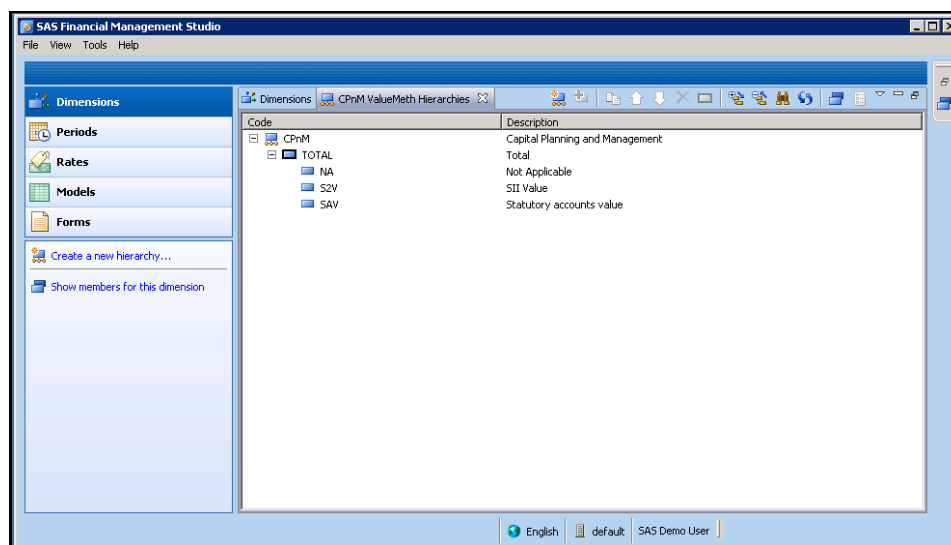 SAS Financial Management Studio
File View Tools Help
Dimensions
Periods
Rates
Models
Forms
Create a new hierarchy...
Show members for this dimension
Dimensions CPnM ValueMeth Hierarchies
Code Description
CPnM Capital Planning and Management
TOTAL Total
NA Not Applicable
S2V SII Value
SAV Statutory accounts value
English default SAS Demo User